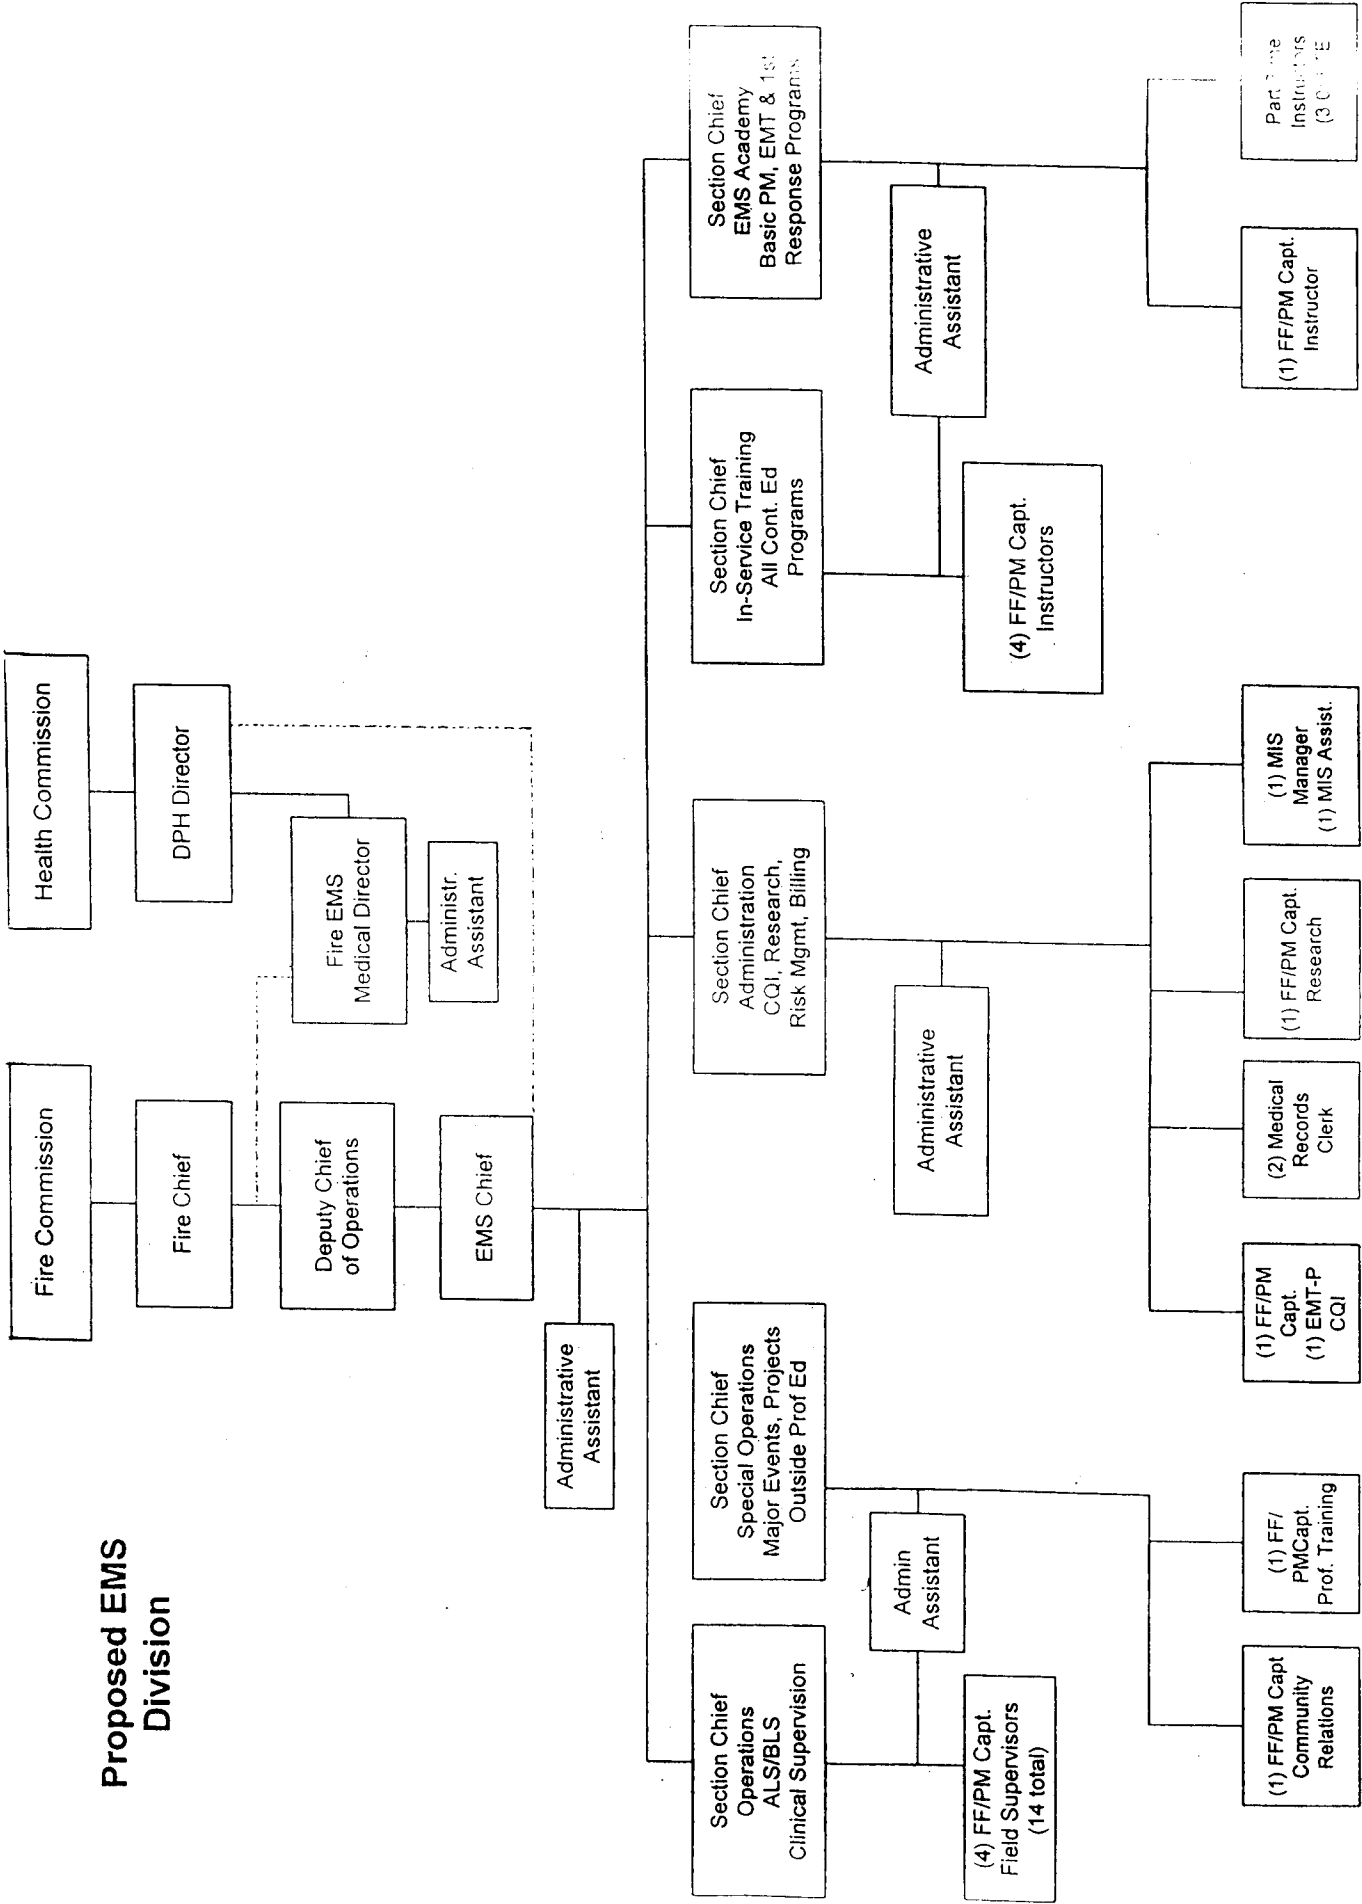 Proposed EMS
Division
Fire Commission
Health Commission
Fire Chief
DPH Director
Deputy Chief
of Operations
Fire EMS
Medical Director
EMS Chief
Administr.
Assistant
Administrative
Assistant
Section Chief
Operations
ALS/BLS
Clinical Supervision
Section Chief
Special Operations
Major Events, Projects
Outside Prof Ed
Section Chief
Administration
CQI, Research,
Risk Mgmt, Billing
Section Chief
In-Service Training
All Cont. Ed
Programs
Section Chief
EMS Academy
Basic PM, EMT & 1st
Response Programs
Admin
Assistant
Administrative
Assistant
Administrative
Assistant
(4) FF/PM Capt.
Field Supervisors
(14 total)
(4) FF/PM Capt.
Instructors
(1) FF/PM Capt
Community
Relations
(1) FF/
PMCapt.
Prof. Training
(1) FF/PM
Capt.
(1) EMT-P
CQI
(2) Medical
Records
Clerk
(1) FF/PM Capt.
Research
(1) MIS
Manager
(1) MIS Assist.
(1) FF/PM Capt.
Instructor
Part
Instructors